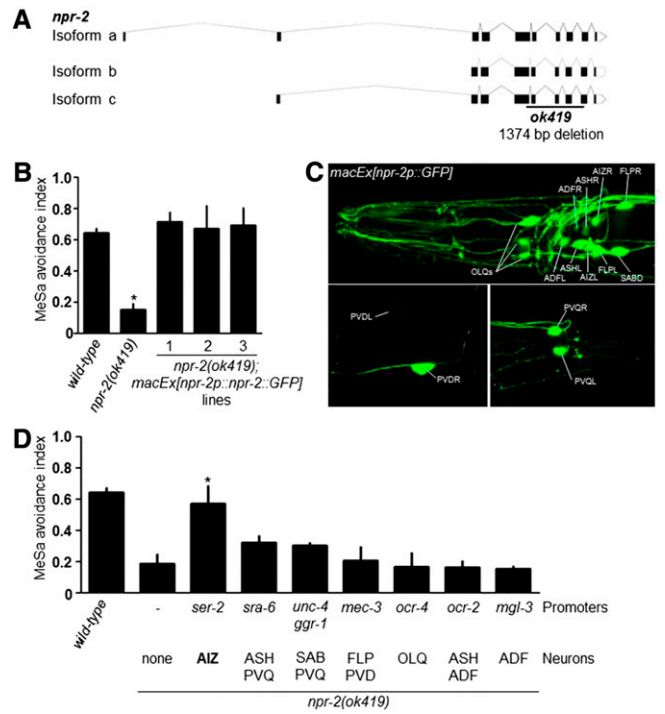 A
npr-2
Isoform a
Isoform b
Isoform c
ok419
1374 bp deletion
B
MeSa avoidance index
1.0
0.8
0.6
0.4
0.2
0
*
wild-type
npr-2(ok419)
1 2 3
npr-2(ok419);
macEx[npr-2p::npr-2::GFP]
lines
C
macEx[npr-2p::GFP]
AIZR
FLPR
ASHR
ADFR
OLQs
ADFL
ASHL
AIZL
FLPL
SABD
PVDL
PVDR
PVQR
PVQL
D
MeSa avoidance index
1.0
0.8
0.6
0.4
0.2
0
*
wild-type
- ser-2 sra-6 unc-4 mec-3 ocr-4 ocr-2 mgl-3 Promoters
ggr-1
none AIZ ASH SAB FLP OLQ ASH ADF Neurons
PVQ PVQ PVD ADF
npr-2(ok419)